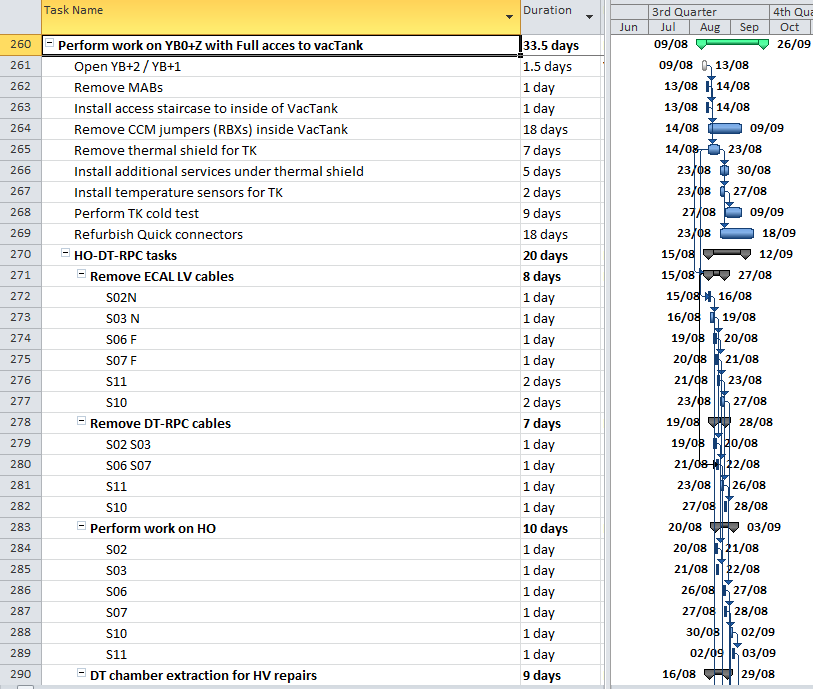 Task Name Duration 3rd Quarter 4th Qua
Jun Jul Aug Sep Oct
260 Perform work on YB0+Z with Full acces to vacTank 33.5 days 09/08 26/09
261 Open YB+2 / YB+1 1.5 days 09/08 13/08
262 Remove MABs 1 day 13/08 14/08
263 Install access staircase to inside of VacTank 1 day 13/08 14/08
264 Remove CCM jumpers (RBXs) inside VacTank 18 days 14/08 09/09
265 Remove thermal shield for TK 7 days 14/08 23/08
266 Install additional services under thermal shield 5 days 23/08 30/08
267 Install temperature sensors for TK 2 days 23/08 27/08
268 Perform TK cold test 9 days 27/08 09/09
269 Refurbish Quick connectors 18 days 23/08 18/09
270 HO-DT-RPC tasks 20 days 15/08 12/09
271 Remove ECAL LV cables 8 days 15/08 27/08
272 S02N 1 day 15/08 16/08
273 S03 N 1 day 16/08 19/08
274 S06 F 1 day 19/08 20/08
275 S07 F 1 day 20/08 21/08
276 S11 2 days 21/08 23/08
277 S10 2 days 23/08 27/08
278 Remove DT-RPC cables 7 days 19/08 28/08
279 S02 S03 1 day 19/08 20/08
280 S06 S07 1 day 21/08 22/08
281 S11 1 day 23/08 26/08
282 S10 1 day 27/08 28/08
283 Perform work on HO 10 days 20/08 03/09
284 S02 1 day 20/08 21/08
285 S03 1 day 21/08 22/08
286 S06 1 day 26/08 27/08
287 S07 1 day 27/08 28/08
288 S10 1 day 30/08 02/09
289 S11 1 day 02/09 03/09
290 DT chamber extraction for HV repairs 9 days 16/08 29/08